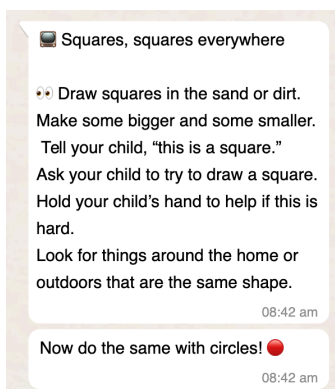 📺 Squares, squares everywhere
👀 Draw squares in the sand or dirt.
Make some bigger and some smaller.
Tell your child, “this is a square.”
Ask your child to try to draw a square.
Hold your child’s hand to help if this is
hard.
Look for things around the home or
outdoors that are the same shape.
08:42 am
Now do the same with circles! 🔴
08:42 am